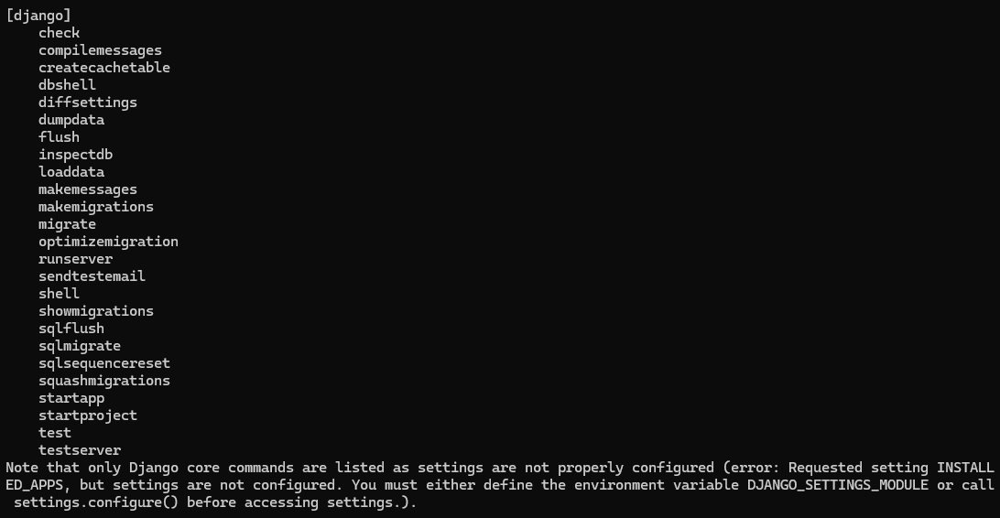 [django]
    check
    compilemessages
    createcachetable
    dbshell
    diffsettings
    dumpdata
    flush
    inspectdb
    loaddata
    makemessages
    makemigrations
    migrate
    optimizemigration
    runserver
    sendtestemail
    shell
    showmigrations
    sqlflush
    sqlmigrate
    sqlsequencereset
    squashmigrations
    startapp
    startproject
    test
    testserver
Note that only Django core commands are listed as settings are not properly configured (error: Requested setting INSTALL
ED_APPS, but settings are not configured. You must either define the environment variable DJANGO_SETTINGS_MODULE or call
 settings.configure() before accessing settings.).